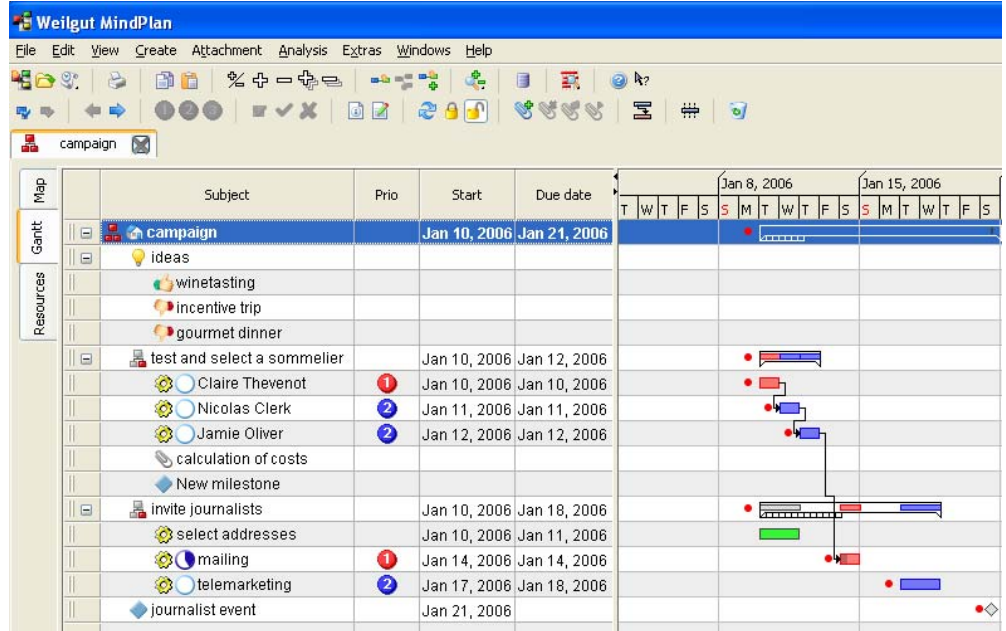 Weilgut MindPlan
File Edit View Create Attachment Analysis Extras Windows Help
campaign
Map
Gantt
Resources
Subject Prio Start Due date Jan 8, 2006 Jan 15, 2006
T W T F S S M T W T F S S M T W T F S
campaign Jan 10, 2006 Jan 21, 2006
ideas
winetasting
incentive trip
gourmet dinner
test and select a sommelier Jan 10, 2006 Jan 12, 2006
Claire Thevenot 1 Jan 10, 2006 Jan 10, 2006
Nicolas Clerk 2 Jan 11, 2006 Jan 11, 2006
Jamie Oliver 2 Jan 12, 2006 Jan 12, 2006
calculation of costs
New milestone
invite journalists Jan 10, 2006 Jan 18, 2006
select addresses Jan 10, 2006 Jan 11, 2006
mailing 1 Jan 14, 2006 Jan 14, 2006
telemarketing 2 Jan 17, 2006 Jan 18, 2006
journalist event Jan 21, 2006